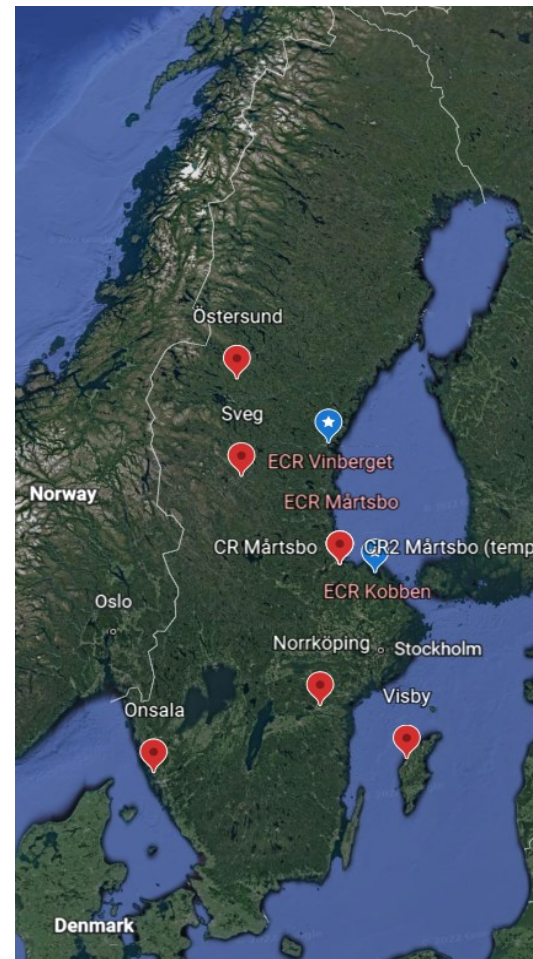 Östersund
Sveg
ECR Vinberget
Norway
ECR Mårtsbo
CR Mårtsbo
CR2 Mårtsbo (temp
ECR Kobben
Oslo
Norrköping
Stockholm
Visby
Onsala
Denmark